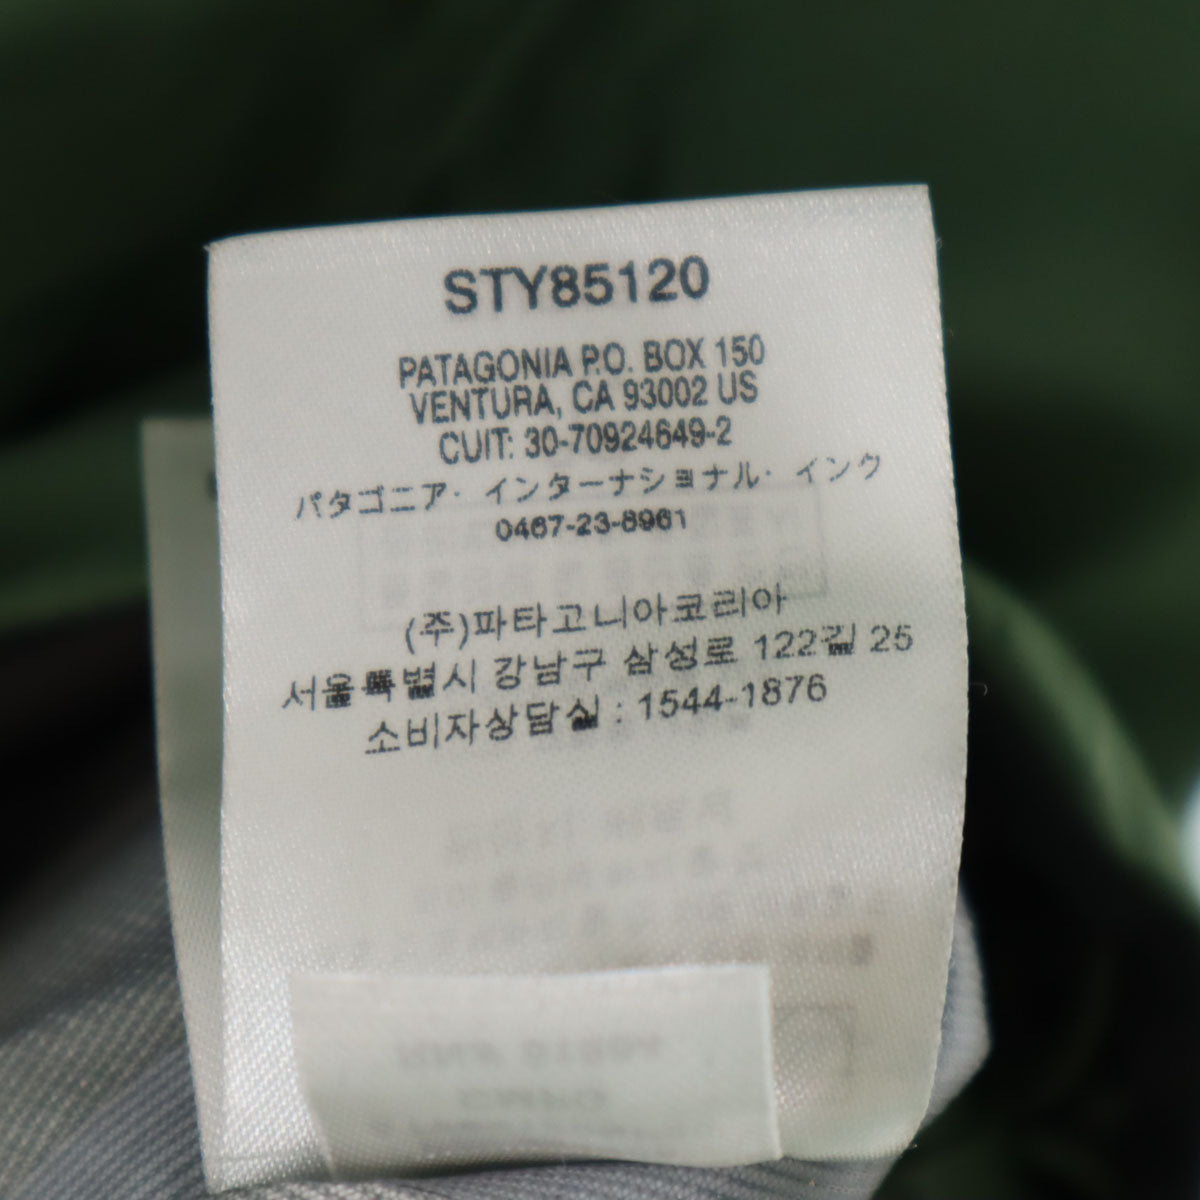 STY85120
PATAGONIA P.O. BOX 150
VENTURA, CA 93002 US
CUIT: 30-70924649-2
パタゴニア・インターナショナル・インク
0467-23-8961
(주)파타고니아코리아
서울특별시 강남구 삼성로 122길 25
소비자상담실 : 1544-1876